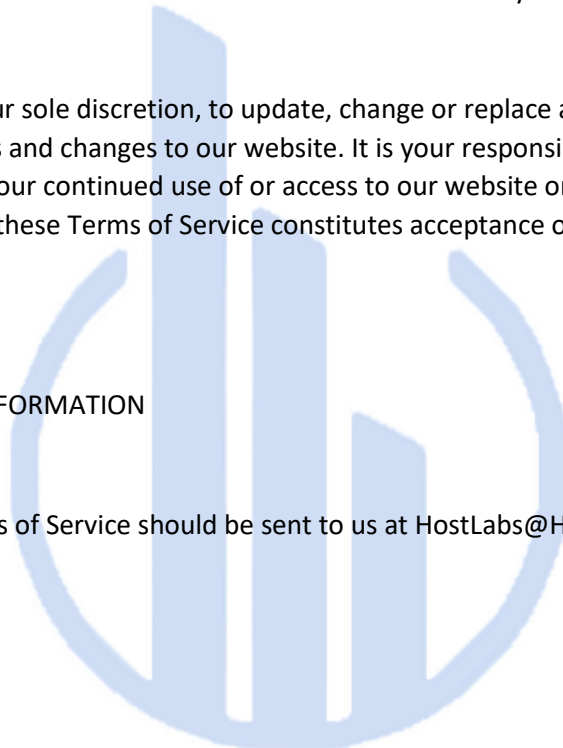 ur sole discretion, to update, change or replace a
s and changes to our website. It is your responsi
our continued use of or access to our website or
these Terms of Service constitutes acceptance o
FORMATION
s of Service should be sent to us at HostLabs@H